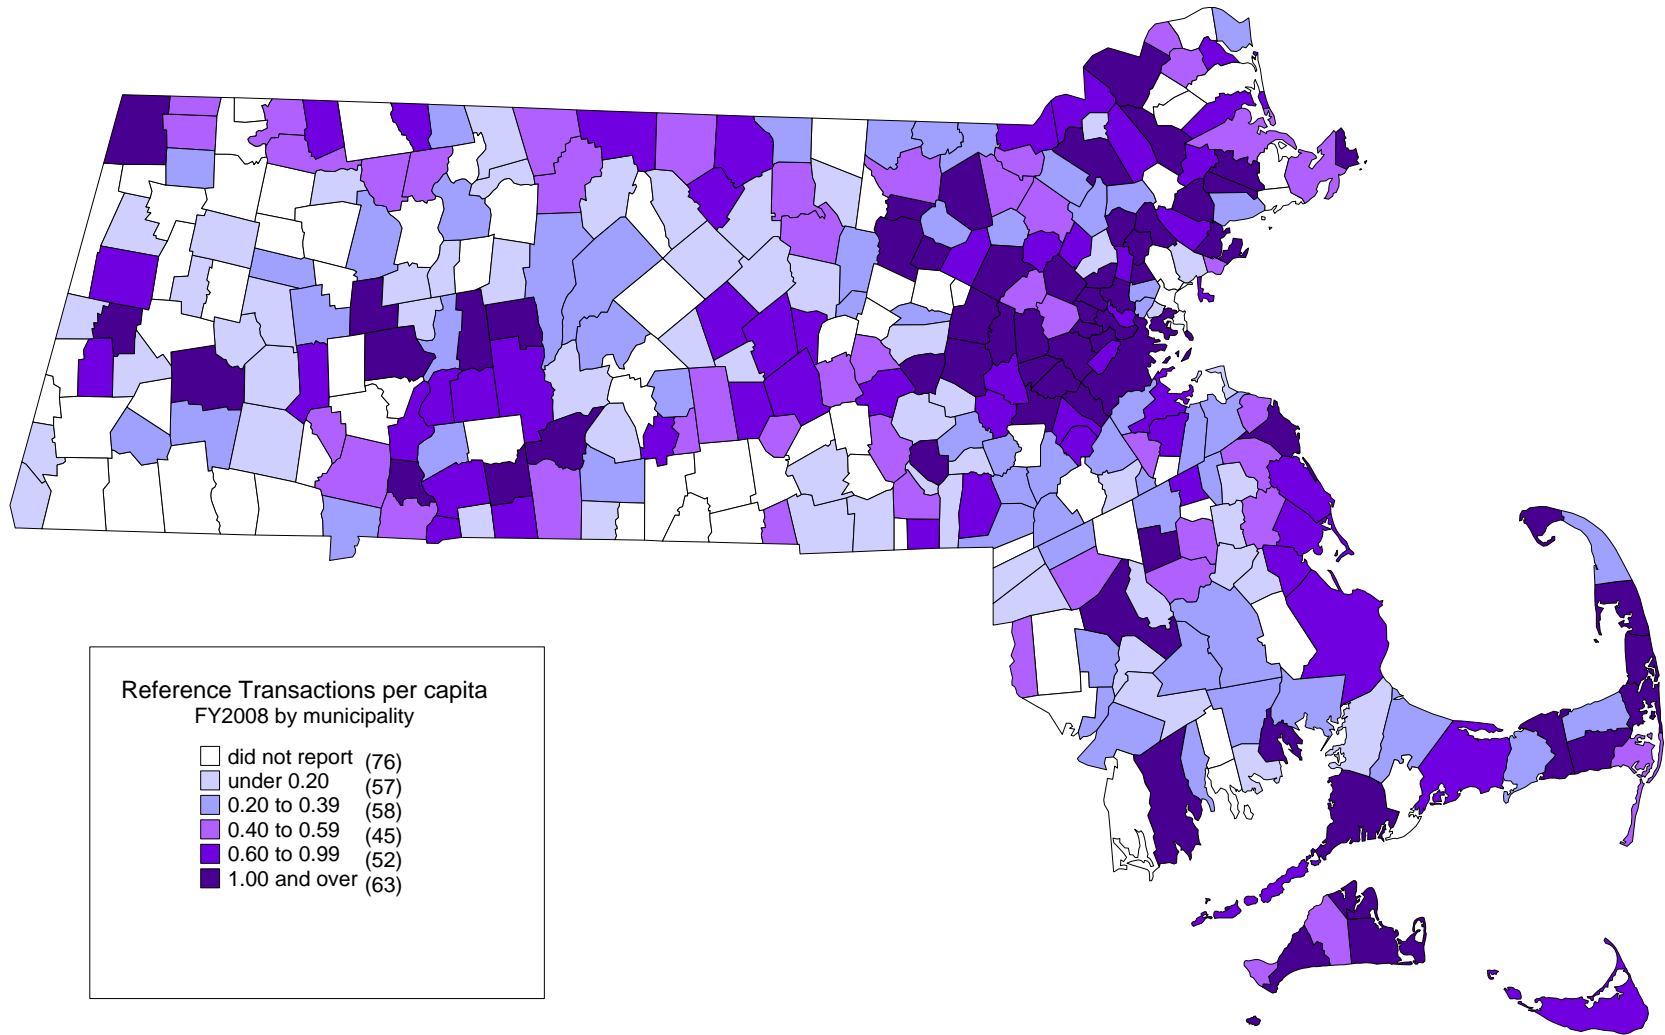 Reference Transactions per capita
FY2008 by municipality
did not report (76)
under 0.20 (57)
0.20 to 0.39 (58)
0.40 to 0.59 (45)
0.60 to 0.99 (52)
1.00 and over (63)